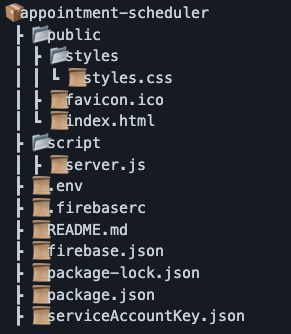 appointment-scheduler
public
styles
styles.css
favicon.ico
index.html
script
server.js
.env
.firebaserc
README.md
firebase.json
package-lock.json
package.json
serviceAccountKey.json